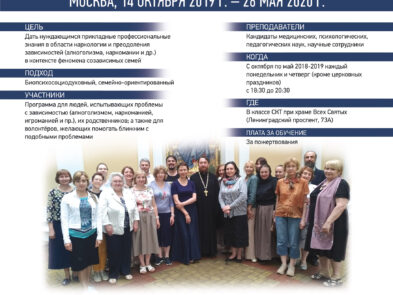 МОСКВА, 14 ОКТЯБРЯ 2019 Г. – 28 МАЯ 2020 Г.
ЦЕЛЬ
Дать нуждающимся прикладные профессиональные
знания в области наркологии и преодоления
зависимостей (алкоголизма, наркомании и др.)
в контексте феномена созависимых семей
ПОДХОД
Биопсихосоциодуховный, семейно-ориентированный
УЧАСТНИКИ
Программа для людей, испытывающих проблемы
с зависимостью (алкоголизмом, наркоманией,
игроманией и пр.), их родственников; а также для
волонтёров, желающих помогать ближним с
подобными проблемами
ПРЕПОДАВАТЕЛИ
Кандидаты медицинских, психологических,
педагогических наук, научные сотрудники
КОГДА
С октября по май 2018-2019 каждый
понедельник и четверг (кроме церковных
праздников)
с 18:30 до 20:30
ГДЕ
В классе СКТ при храме Всех Святых
(Ленинградский проспект, 73А)
ПЛАТА ЗА ОБУЧЕНИЕ
За пожертвования